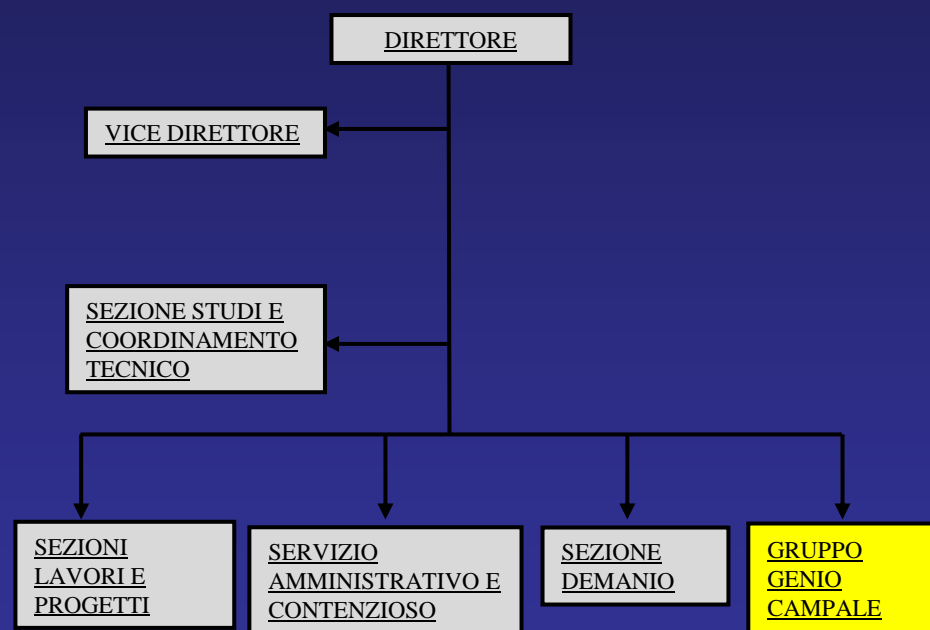 DIRETTORE
VICE DIRETTORE
SEZIONE STUDI E
COORDINAMENTO
TECNICO
SEZIONI
LAVORI E
PROGETTI
SERVIZIO
AMMINISTRATIVO E
CONTENZIOSO
SEZIONE
DEMANIO
GRUPPO
GENIO
CAMPALE